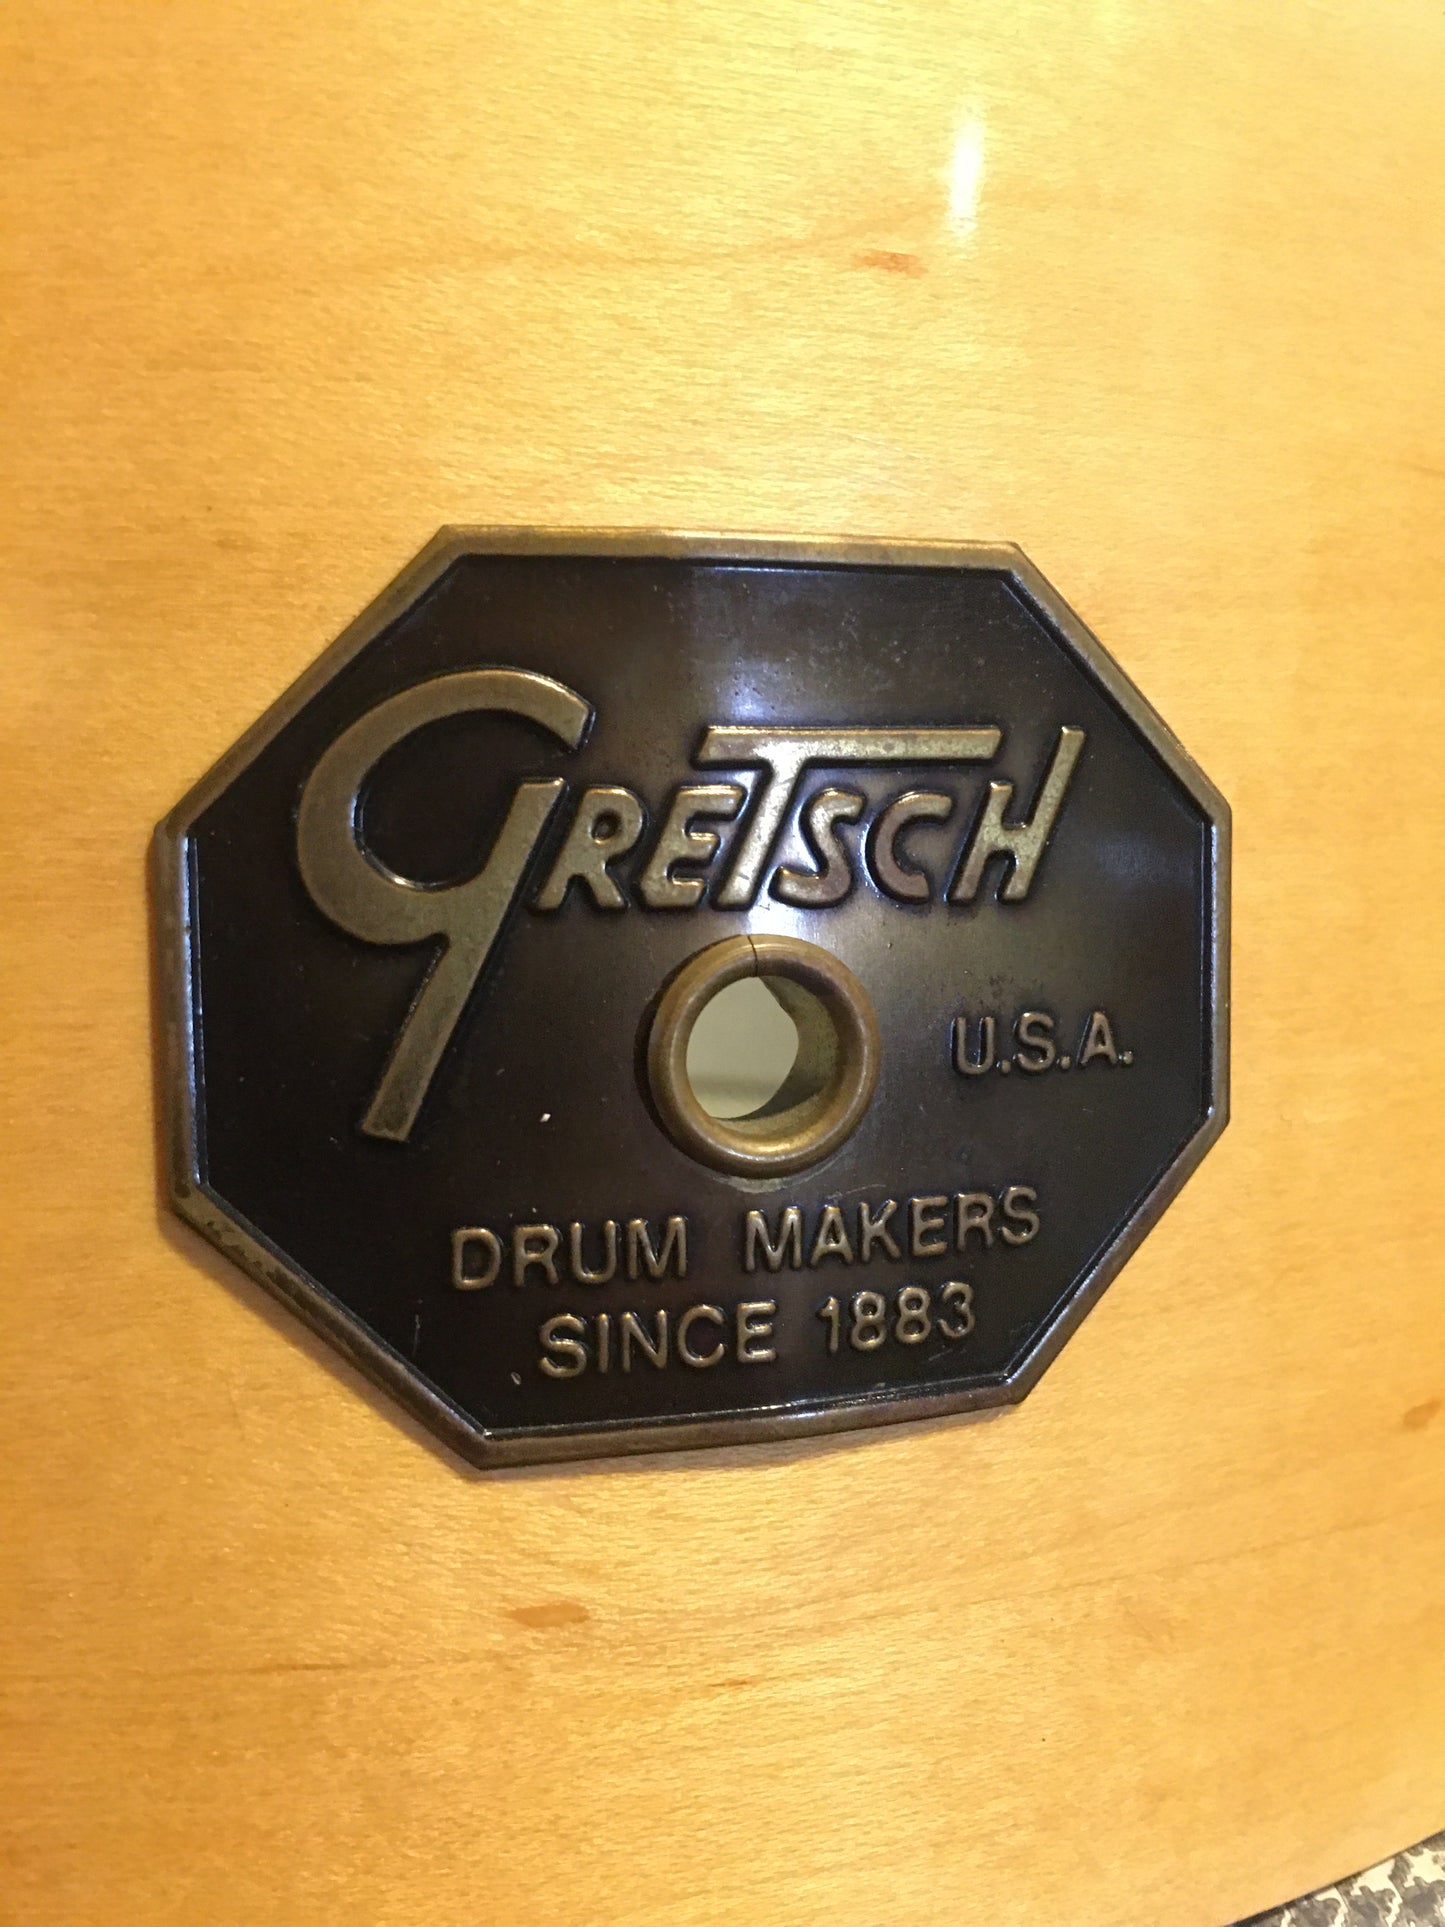 GRETSCH
U.S.A.
DRUM MAKERS
SINCE 1883